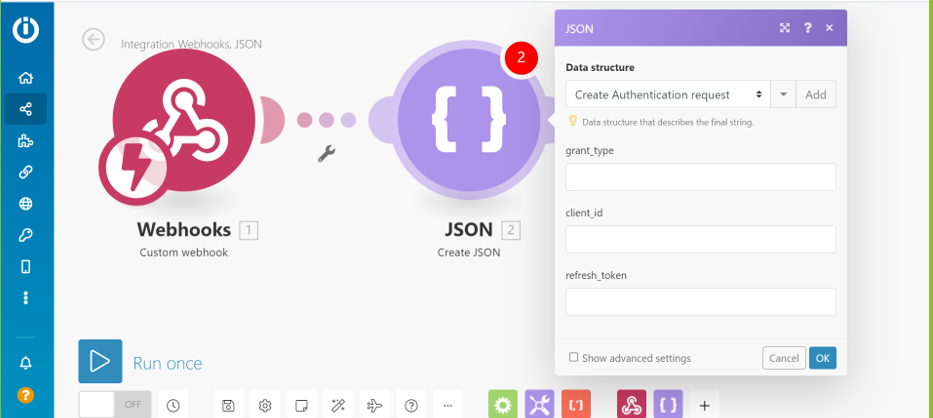 JSON
Integration Webhooks, JSON
2
Data structure
Create Authentication request
Add
Data structure that describes the final string.
grant_type
client_id
refresh_token
Webhooks 1
Custom webhook
JSON 2
Create JSON
Run once
Show advanced settings
Cancel
OK
OFF